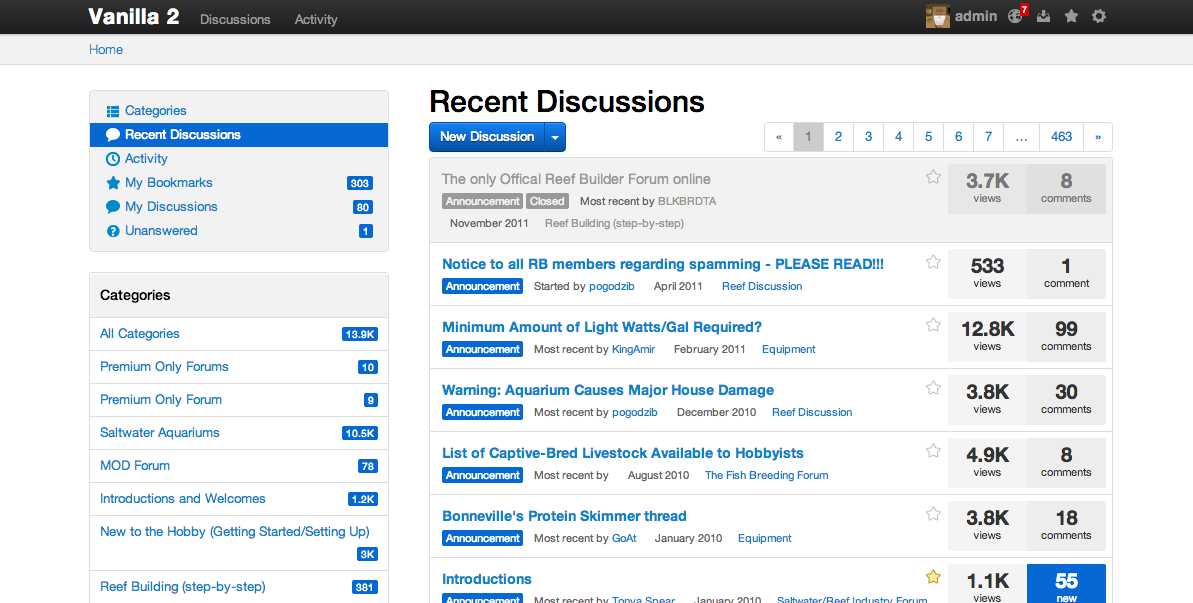 Vanilla 2 Discussions Activity admin 7
Home
Categories
Recent Discussions
Activity
My Bookmarks 303
My Discussions 80
Unanswered 1
Categories
All Categories 13.9K
Premium Only Forums 10
Premium Only Forum 9
Saltwater Aquariums 10.5K
MOD Forum 78
Introductions and Welcomes 1.2K
New to the Hobby (Getting Started/Setting Up)
3K
Reef Building (step-by-step) 381
Recent Discussions
New Discussion « 1 2 3 4 5 6 7 … 463 »
The only Offical Reef Builder Forum online 3.7K 8
Announcement Closed Most recent by BLKBRDTA views comments
November 2011 Reef Building (step-by-step)
Notice to all RB members regarding spamming - PLEASE READ!!! 533 1
Announcement Started by pogodzib April 2011 Reef Discussion views comment
Minimum Amount of Light Watts/Gal Required? 12.8K 99
Announcement Most recent by KingAmir February 2011 Equipment views comments
Warning: Aquarium Causes Major House Damage 3.8K 30
Announcement Most recent by pogodzib December 2010 Reef Discussion views comments
List of Captive-Bred Livestock Available to Hobbyists 4.9K 8
Announcement Most recent by August 2010 The Fish Breeding Forum views comments
Bonneville's Protein Skimmer thread 3.8K 18
Announcement Most recent by GoAt January 2010 Equipment views comments
Introductions 1.1K 55
Announcement Most recent by Tonya Spear January 2010 Saltwater/Reef Industry Forum views new